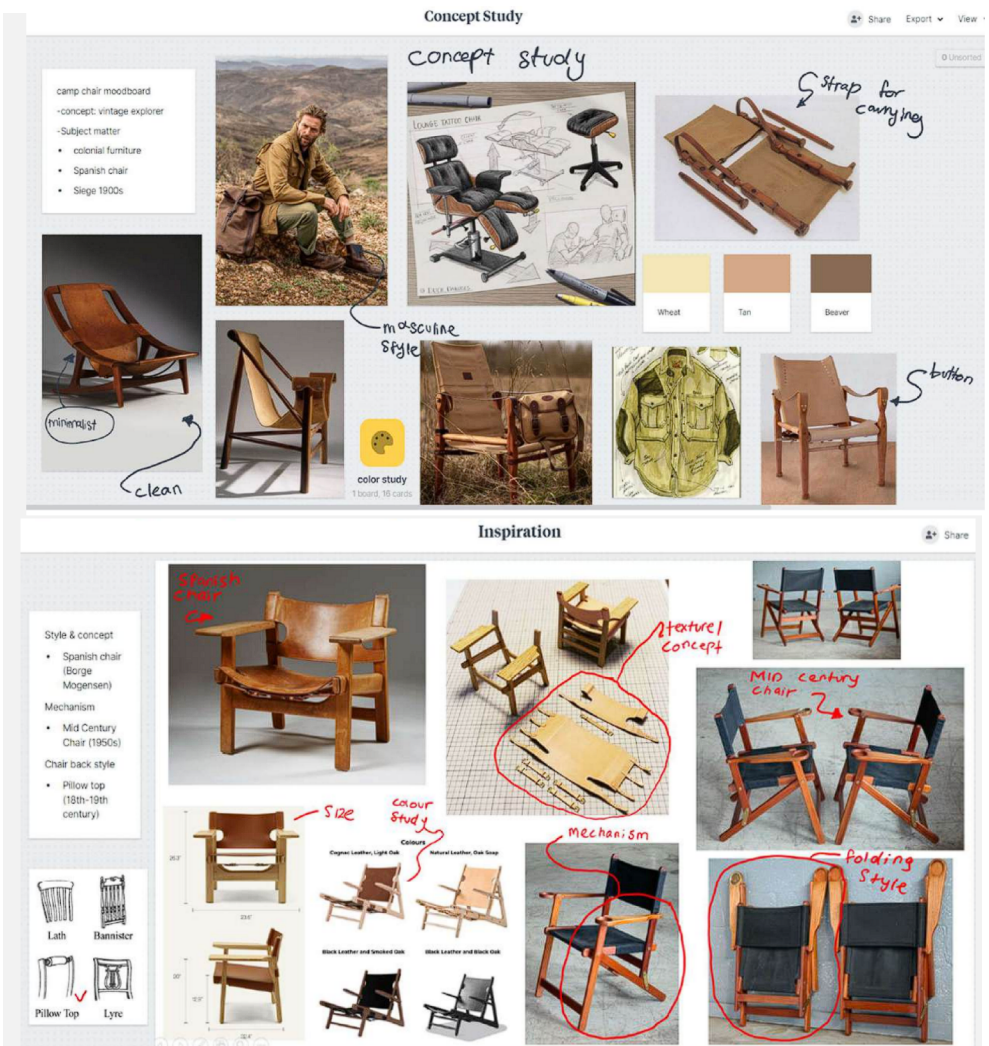 Concept Study
Share Export View
0 Unsorted
concept study
camp chair moodboard
-concept: vintage explorer
-Subject matter
• colonial furniture
• Spanish chair
• Siege 1900s
LOUNGE TATTOO CHAIR
strap for
carrying
Wheat Tan Beaver
masculine
style
minimalist
clean
color study
1 board, 16 cards
button
Inspiration
Share
Style & concept
• Spanish chair
(Borge
Mogensen)
Mechanism
• Mid Century
Chair (1950s)
Chair back style
• Pillow top
(18th-19th
century)
Spanish
chair
texture/
concept
MID century
chair
size
colour
study
Colours
Cognac Leather, Light Oak
Natural Leather, Oak Soap
Black Leather and Smoked Oak
Black Leather and Black Oak
mechanism
folding
style
Lath Bannister
Pillow Top Lyre